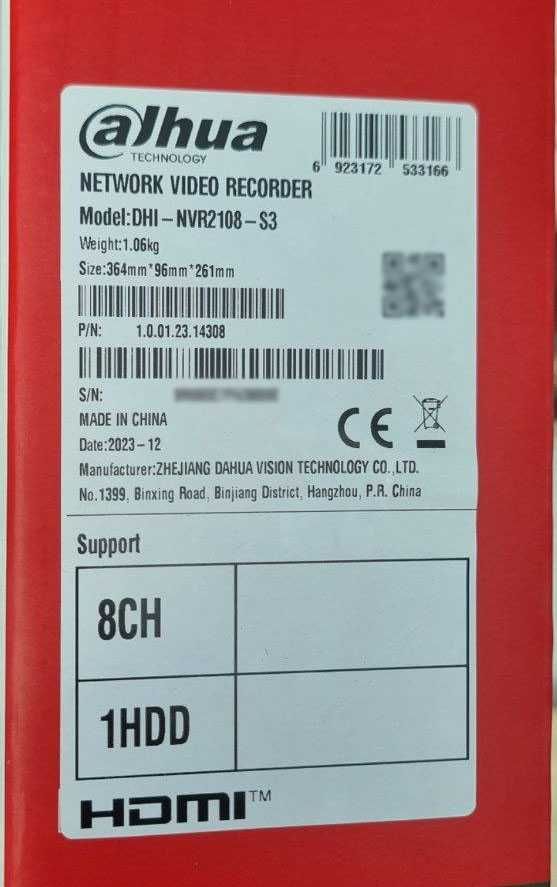 alhua
TECHNOLOGY
6 923172 533166
NETWORK VIDEO RECORDER
Model:DHI-NVR2108-S3
Weight:1.06kg
Size:364mm*96mm*261mm
P/N: 1.0.01.23.14308
S/N:
MADE IN CHINA
Date:2023-12
CE
Manufacturer:ZHEJIANG DAHUA VISION TECHNOLOGY CO.,LTD.
No.1399, Binxing Road, Binjiang District, Hangzhou, P.R. China
Support
8CH
1HDD
HDMI™